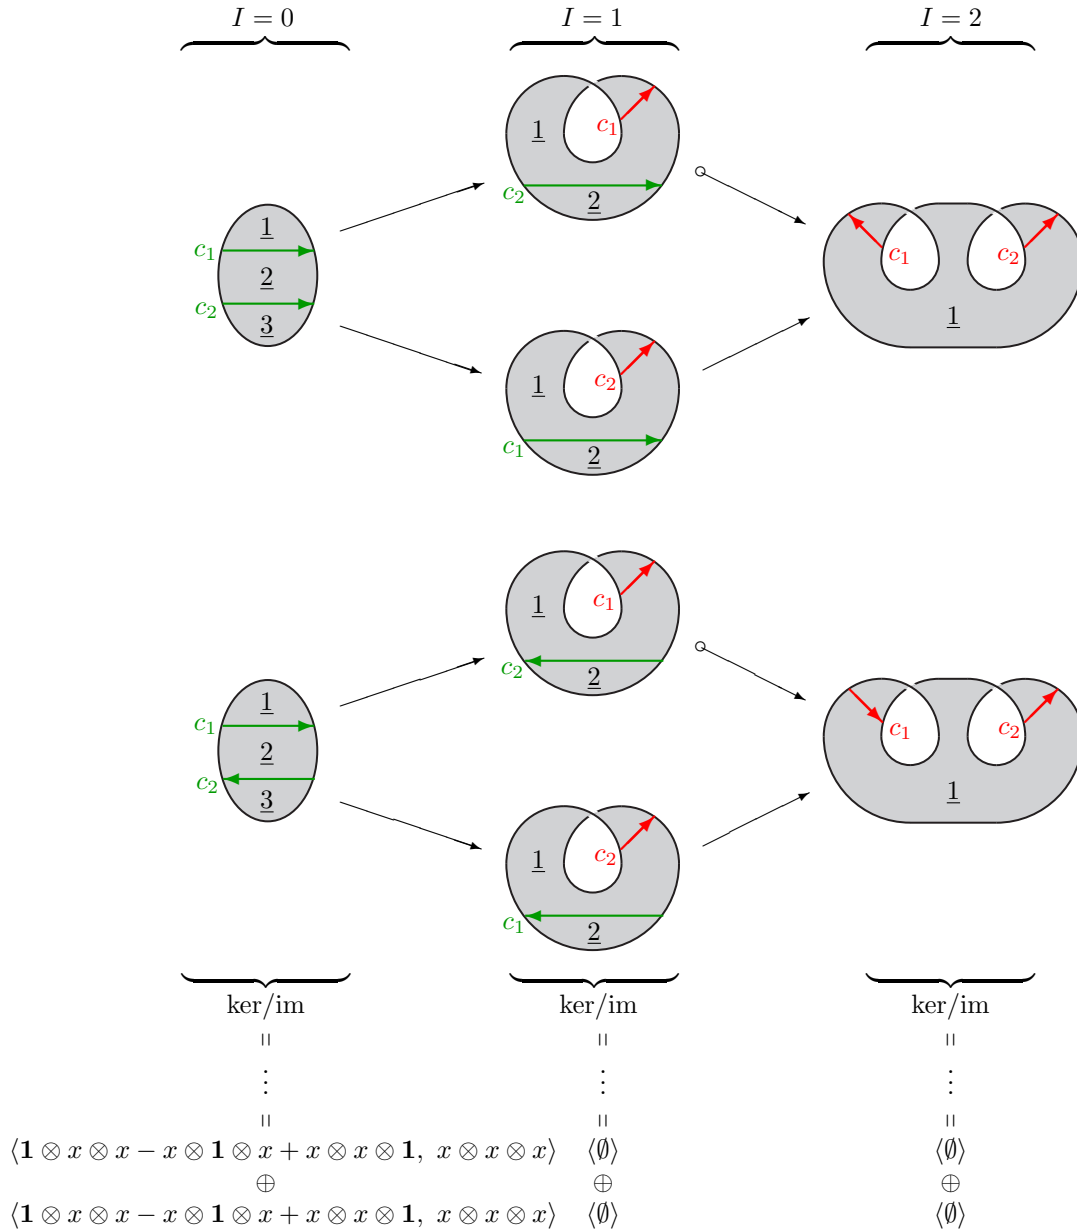 I = 0 I = 1 I = 2
1
c₁
c₂
2
1
c₁
2
c₂
3
c₁
c₂
1
1
c₂
c₁
2
1
c₁
c₂
2
1
c₁
2
c₂
3
c₁
c₂
1
1
c₂
c₁
2
ker/im ker/im ker/im
= = =
⋮ ⋮ ⋮
= = =
⟨𝟏 ⊗ x ⊗ x − x ⊗ 𝟏 ⊗ x + x ⊗ x ⊗ 𝟏, x ⊗ x ⊗ x⟩ ⟨∅⟩ ⟨∅⟩
⊕ ⊕ ⊕
⟨𝟏 ⊗ x ⊗ x − x ⊗ 𝟏 ⊗ x + x ⊗ x ⊗ 𝟏, x ⊗ x ⊗ x⟩ ⟨∅⟩ ⟨∅⟩